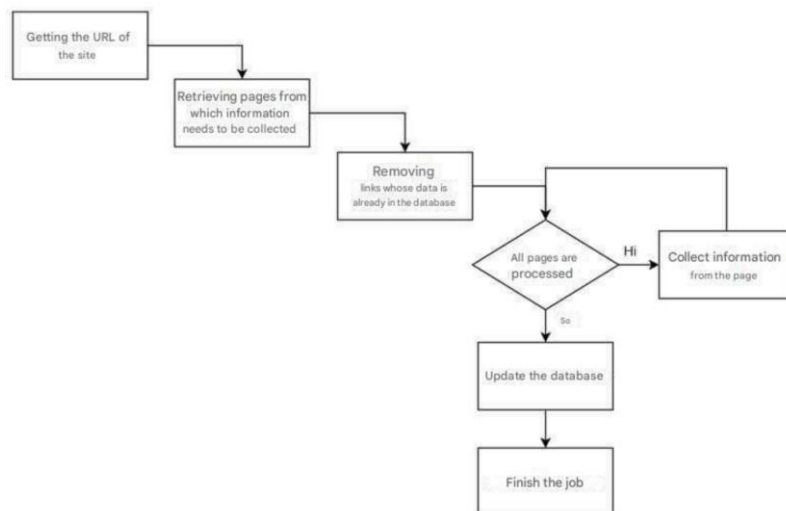 Getting the URL of
the site
Retrieving pages from
which information
needs to be collected
Removing
links whose data is
already in the database
All pages are
processed
Hi
Collect information
from the page
So
Update the database
Finish the job